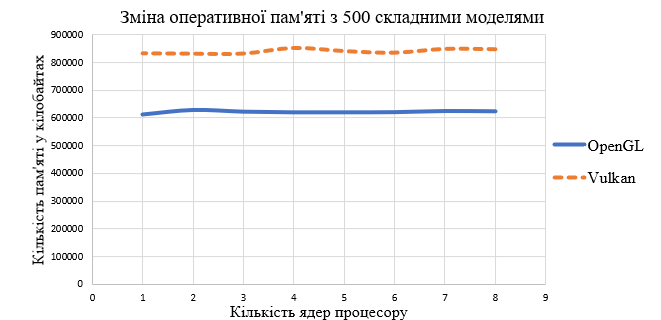 Зміна оперативної пам'яті з 500 складними моделями
Кількість пам'яті у кілобайтах
900000
800000
700000
600000
500000
400000
300000
200000
100000
0
0 1 2 3 4 5 6 7 8 9
Кількість ядер процесору
OpenGL
Vulkan